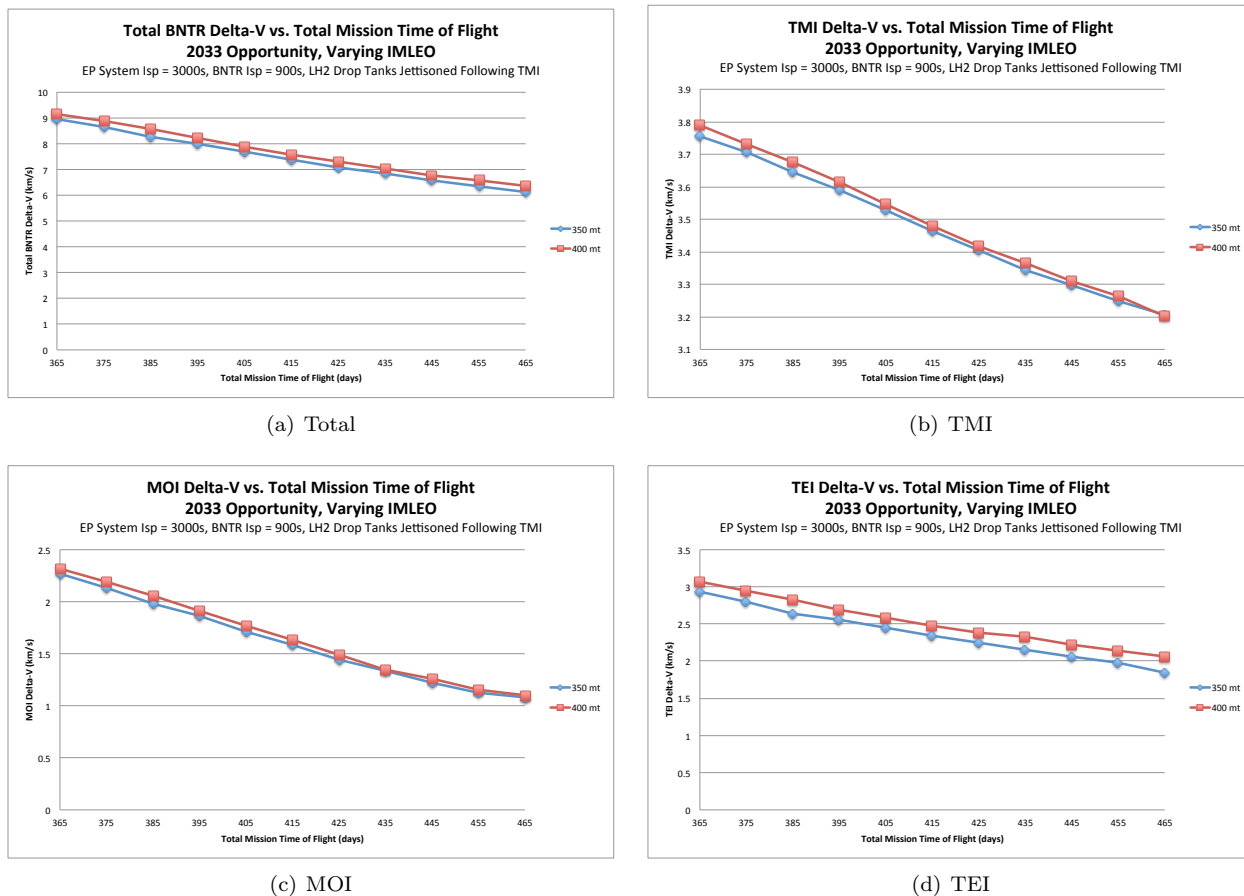 Total BNTR Delta-V vs. Total Mission Time of Flight
2033 Opportunity, Varying IMLEO
EP System Isp = 3000s, BNTR Isp = 900s, LH2 Drop Tanks Jettisoned Following TMI
Total BNTR Delta-V (km/s)
10
9
8
7
6
5
4
3
2
1
0
365 375 385 395 405 415 425 435 445 455 465
Total Mission Time of Flight (days)
350 mt
400 mt
(a) Total
TMI Delta-V vs. Total Mission Time of Flight
2033 Opportunity, Varying IMLEO
EP System Isp = 3000s, BNTR Isp = 900s, LH2 Drop Tanks Jettisoned Following TMI
TMI Delta-V (km/s)
3.9
3.8
3.7
3.6
3.5
3.4
3.3
3.2
3.1
365 375 385 395 405 415 425 435 445 455 465
Total Mission Time of Flight (days)
350 mt
400 mt
(b) TMI
MOI Delta-V vs. Total Mission Time of Flight
2033 Opportunity, Varying IMLEO
EP System Isp = 3000s, BNTR Isp = 900s, LH2 Drop Tanks Jettisoned Following TMI
MOI Delta-V (km/s)
2.5
2
1.5
1
0.5
0
365 375 385 395 405 415 425 435 445 455 465
Total Mission Time of Flight (days)
350 mt
400 mt
(c) MOI
TEI Delta-V vs. Total Mission Time of Flight
2033 Opportunity, Varying IMLEO
EP System Isp = 3000s, BNTR Isp = 900s, LH2 Drop Tanks Jettisoned Following TMI
TEI Delta-V (km/s)
3.5
3
2.5
2
1.5
1
0.5
0
365 375 385 395 405 415 425 435 445 455 465
Total Mission Time of Flight (days)
350 mt
400 mt
(d) TEI